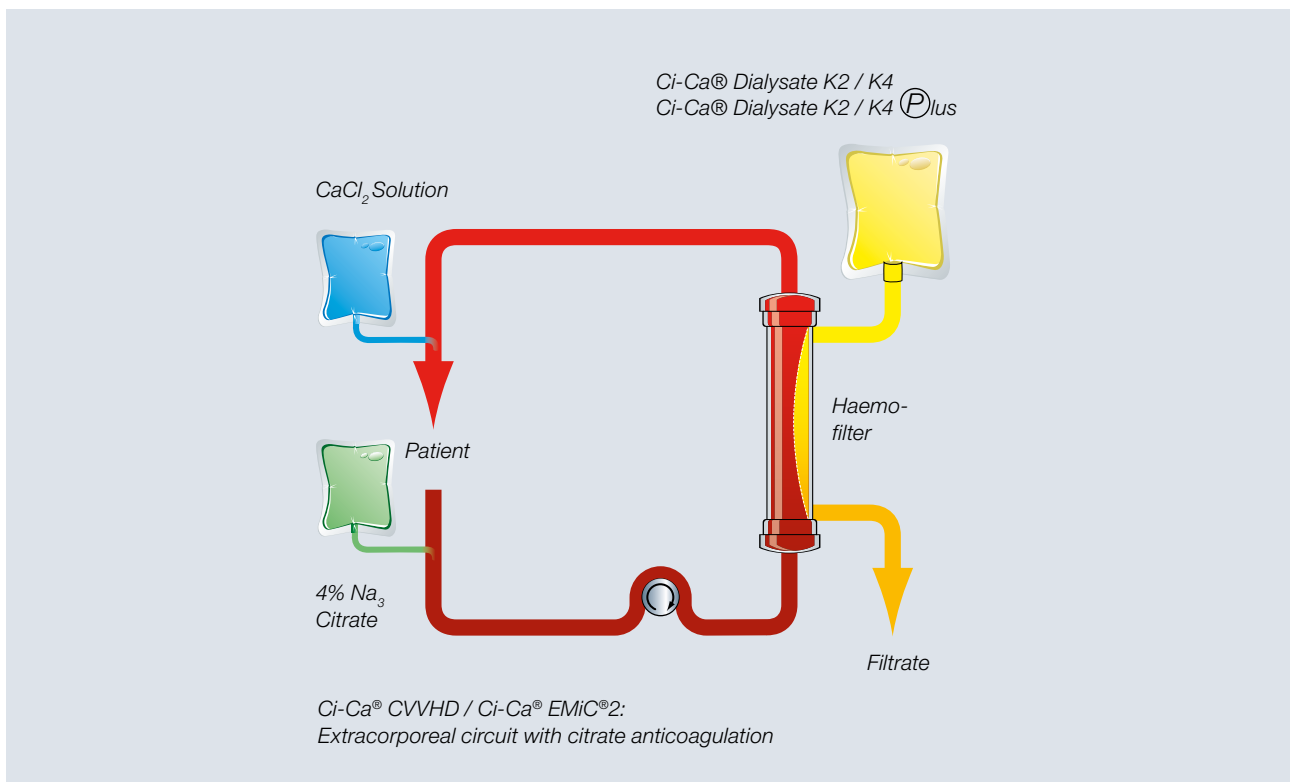 Ci-Ca® Dialysate K2 / K4
Ci-Ca® Dialysate K2 / K4 Ⓟlus
CaCl₂ Solution
Haemo-
filter
Patient
4% Na₃
Citrate
Filtrate
Ci-Ca® CVVHD / Ci-Ca® EMiC®2:
Extracorporeal circuit with citrate anticoagulation